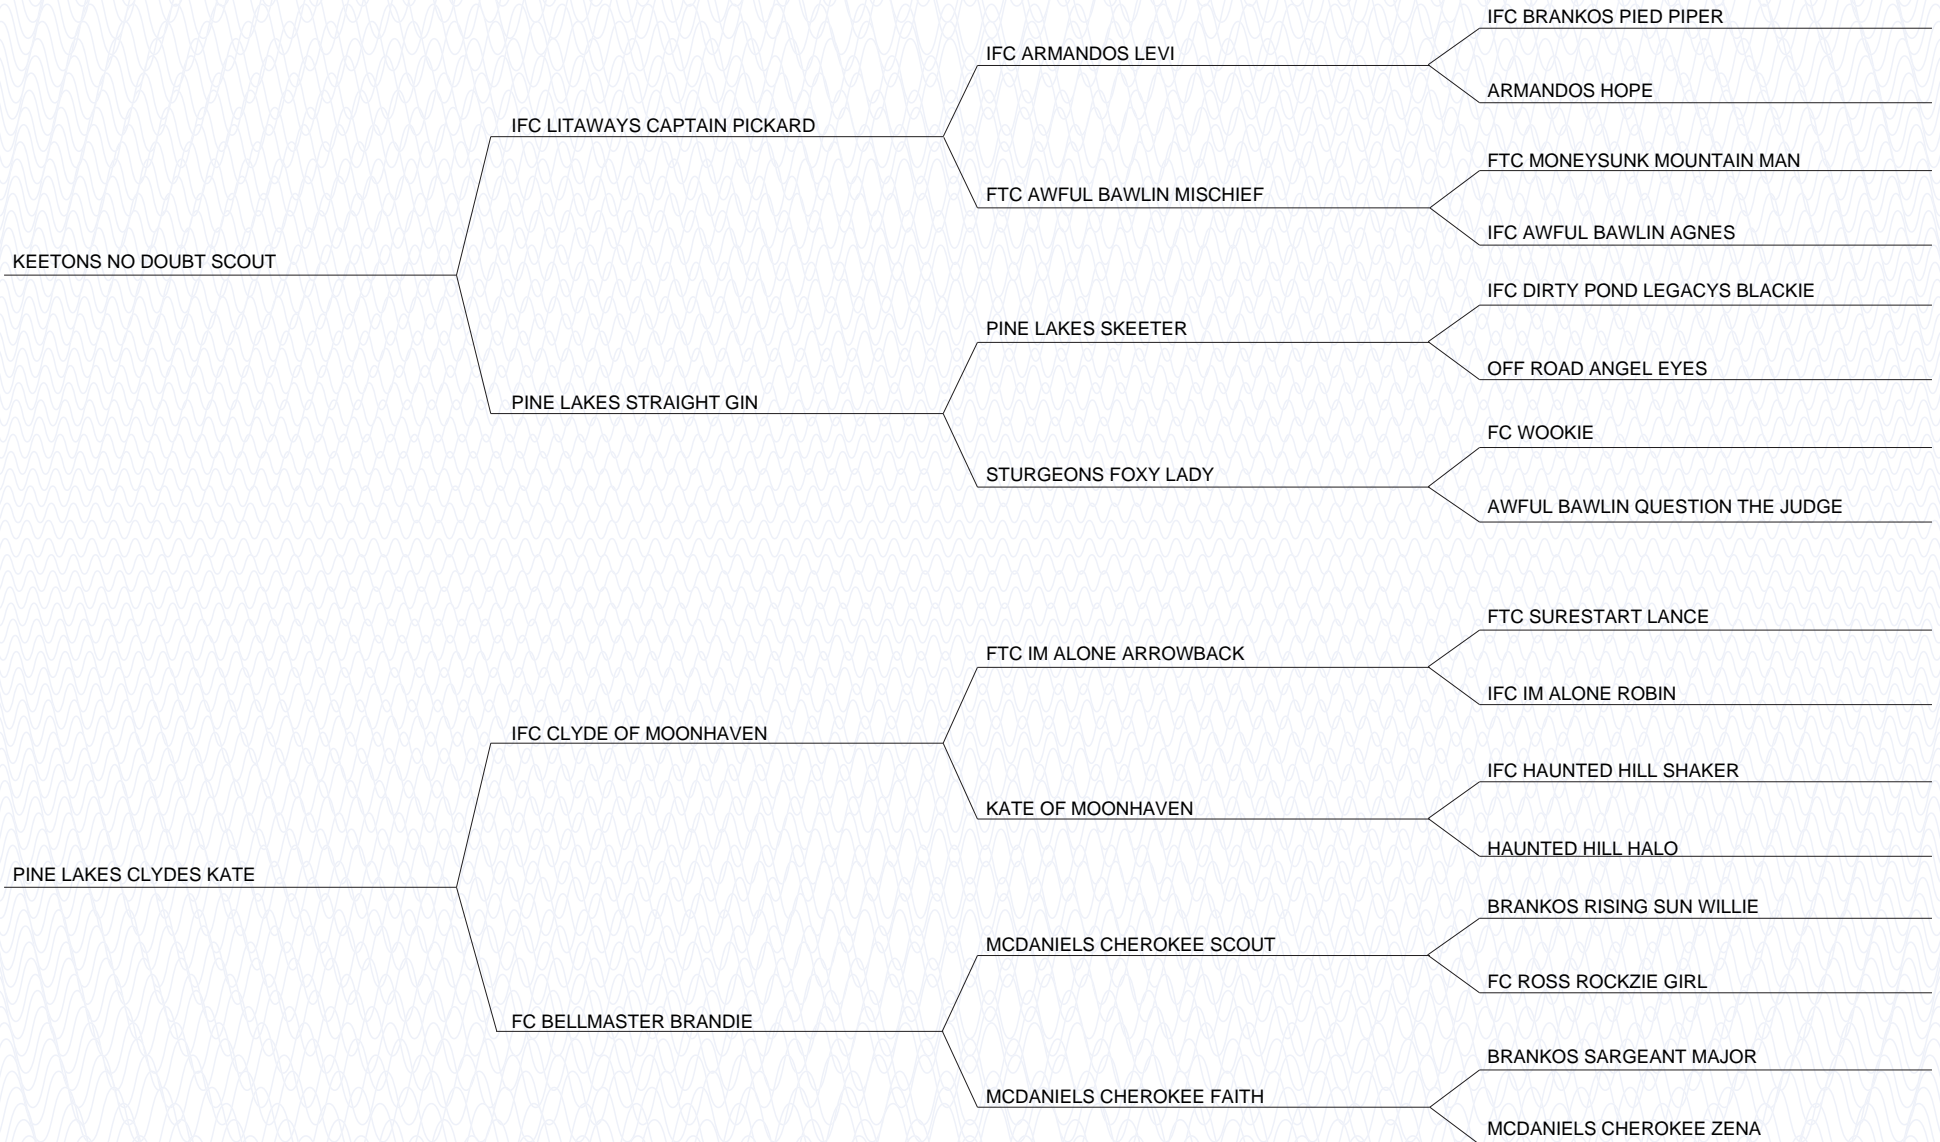 IFC BRANKOS PIED PIPER
IFC ARMANDOS LEVI
ARMANDOS HOPE
IFC LITAWAYS CAPTAIN PICKARD
FTC MONEYSUNK MOUNTAIN MAN
FTC AWFUL BAWLIN MISCHIEF
IFC AWFUL BAWLIN AGNES
KEETONS NO DOUBT SCOUT
IFC DIRTY POND LEGACYS BLACKIE
PINE LAKES SKEETER
OFF ROAD ANGEL EYES
PINE LAKES STRAIGHT GIN
FC WOOKIE
STURGEONS FOXY LADY
AWFUL BAWLIN QUESTION THE JUDGE
FTC SURESTART LANCE
FTC IM ALONE ARROWBACK
IFC IM ALONE ROBIN
IFC CLYDE OF MOONHAVEN
IFC HAUNTED HILL SHAKER
KATE OF MOONHAVEN
HAUNTED HILL HALO
PINE LAKES CLYDES KATE
BRANKOS RISING SUN WILLIE
MCDANIELS CHEROKEE SCOUT
FC ROSS ROCKZIE GIRL
FC BELLMASTER BRANDIE
BRANKOS SARGEANT MAJOR
MCDANIELS CHEROKEE FAITH
MCDANIELS CHEROKEE ZENA